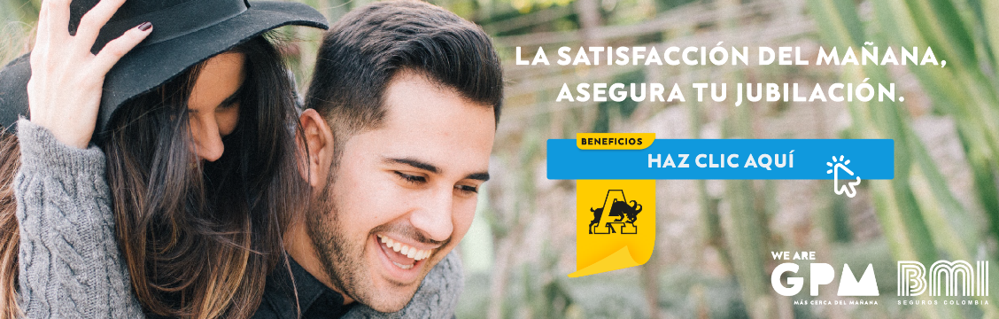 LA SATISFACCIÓN DEL MAÑANA,
ASEGURA TU JUBILACIÓN.
BENEFICIOS
HAZ CLIC AQUÍ
A
WE ARE
GPM
MÁS CERCA DEL MAÑANA
BMI
SEGUROS COLOMBIA